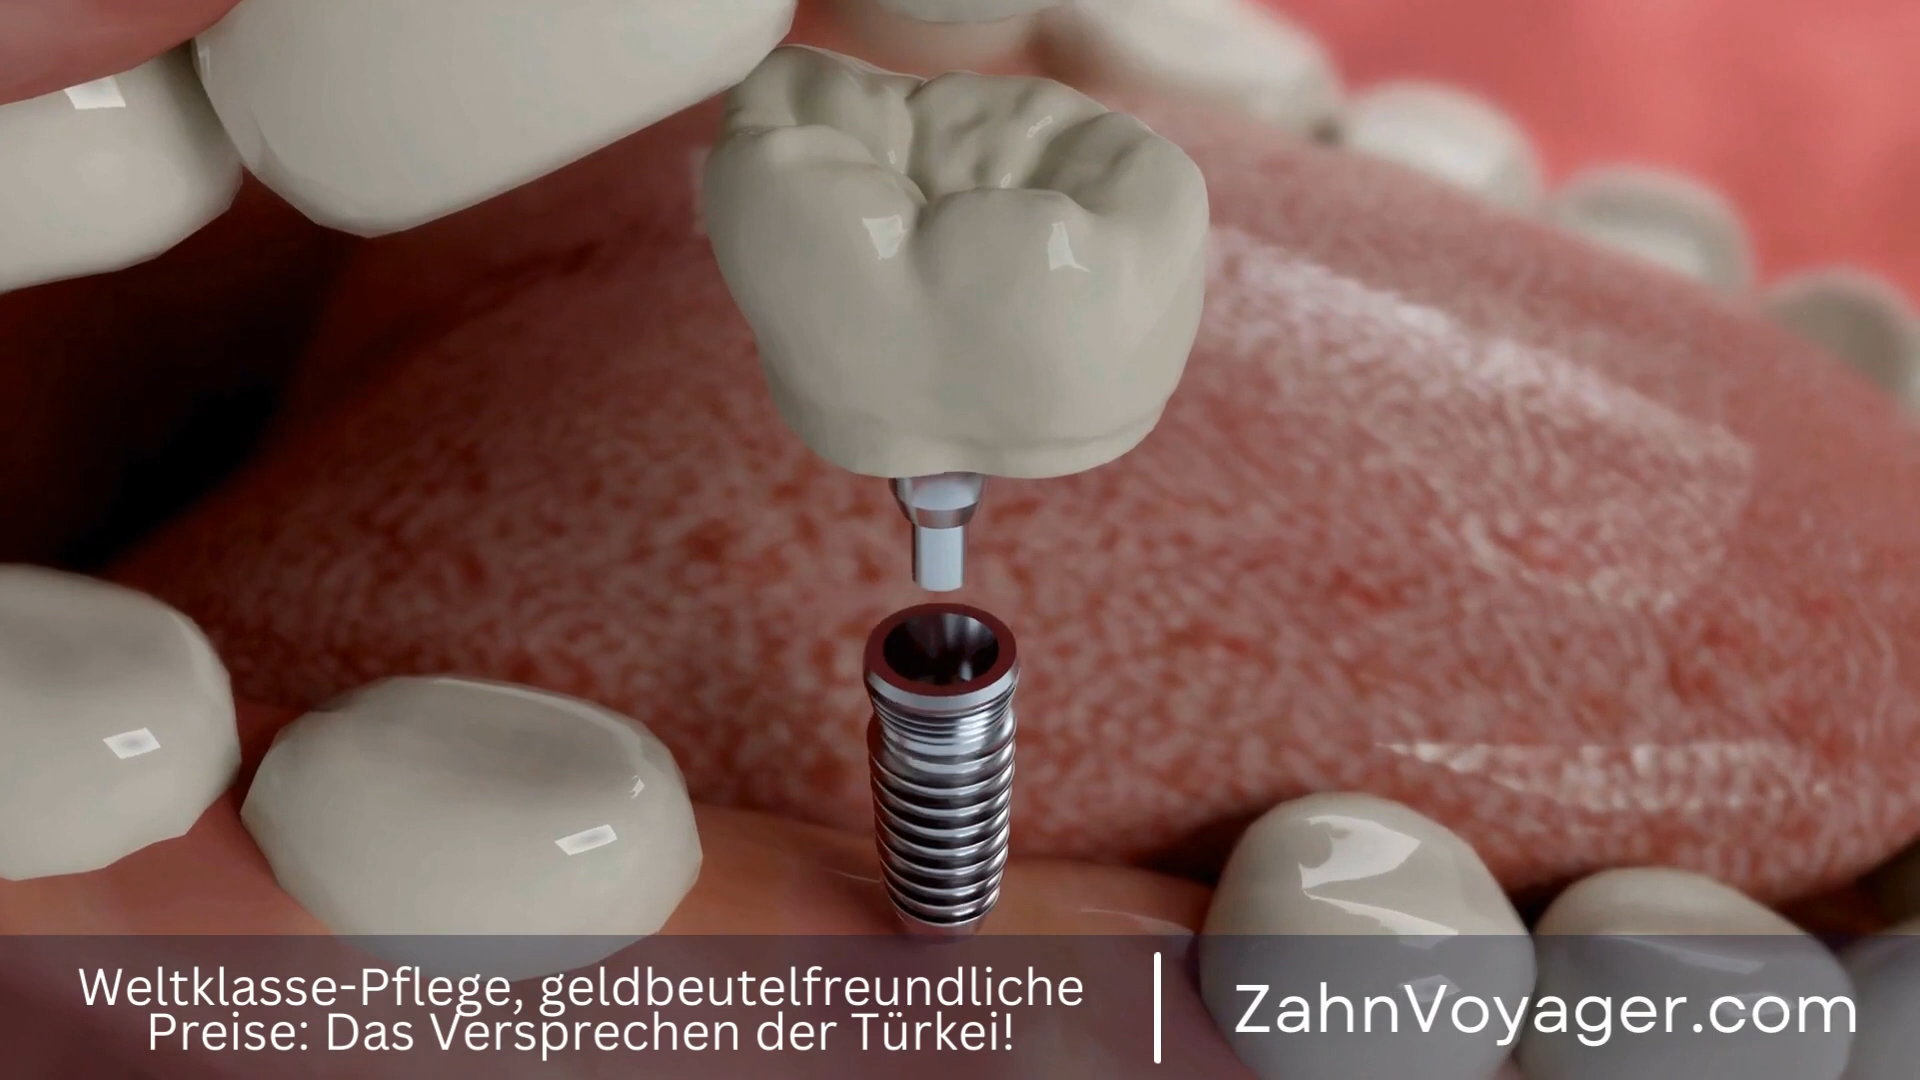 Weltklasse-Pflege, geldbeutelfreundliche
Preise: Das Versprechen der Türkei!
ZahnVoyager.com